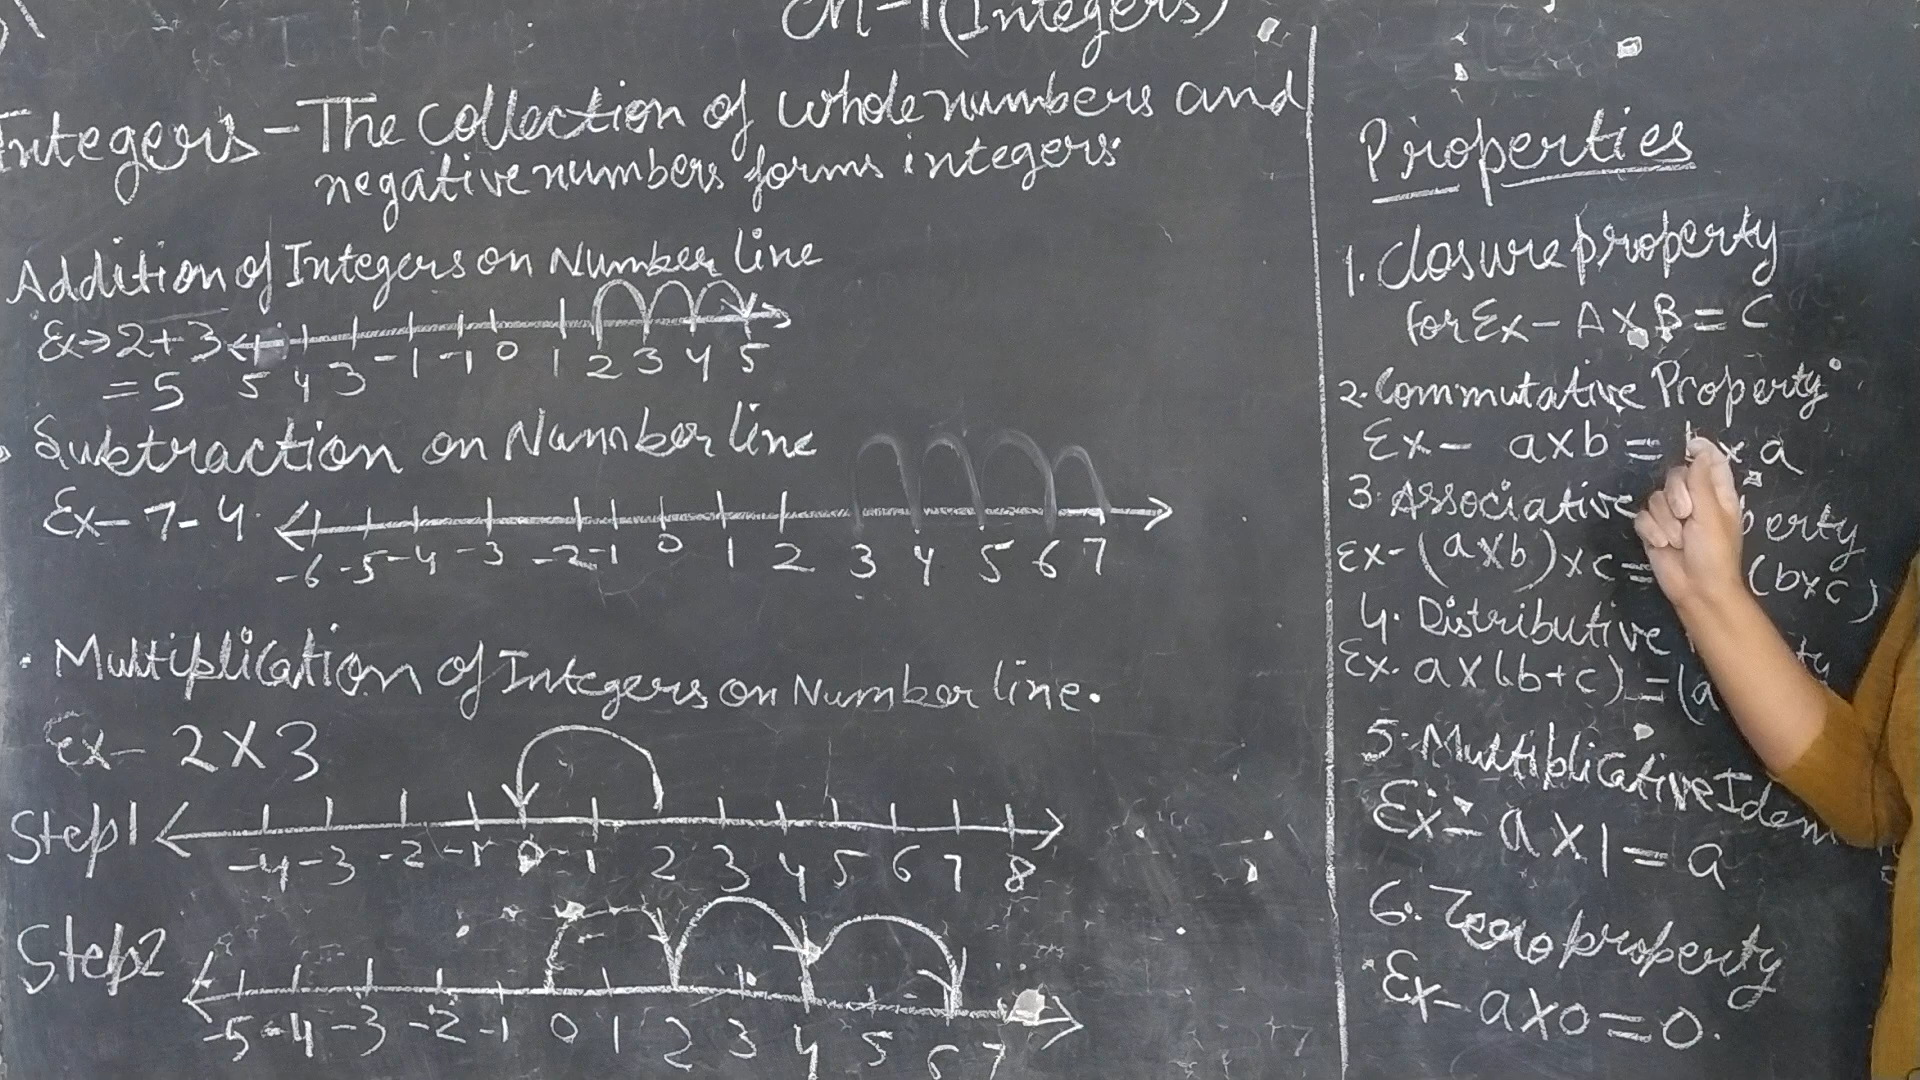 CH-1(Integers)
Integers - The Collection of whole numbers and
negative numbers forms integers.
Addition of Integers on Number line
Ex→2+3
= 5
5 4 3 -1 -1 0 1 2 3 4 5
Subtraction on Number line
Ex- 7-4
-6 -5 -4 -3 -2 -1 0 1 2 3 4 5 6 7
. Multiplication of Integers on Number line.
Ex- 2X3
Step1
-4 -3 -2 -1 0 1 2 3 4 5 6 7 8
Step2
-5 -4 -3 -2 -1 0 1 2 3 4 5 6 7
Properties
1. Closure property
For Ex- A X B = C
2. Commutative Property
Ex- axb = b x a
3. Associative
Ex- (axb)xc = (bxc)
4. Distributive
Ex. a x (b+c) = (a
5. Multiplicative Iden
Ex- a X 1 = a
6. Zero property
Ex- a x 0 = 0.